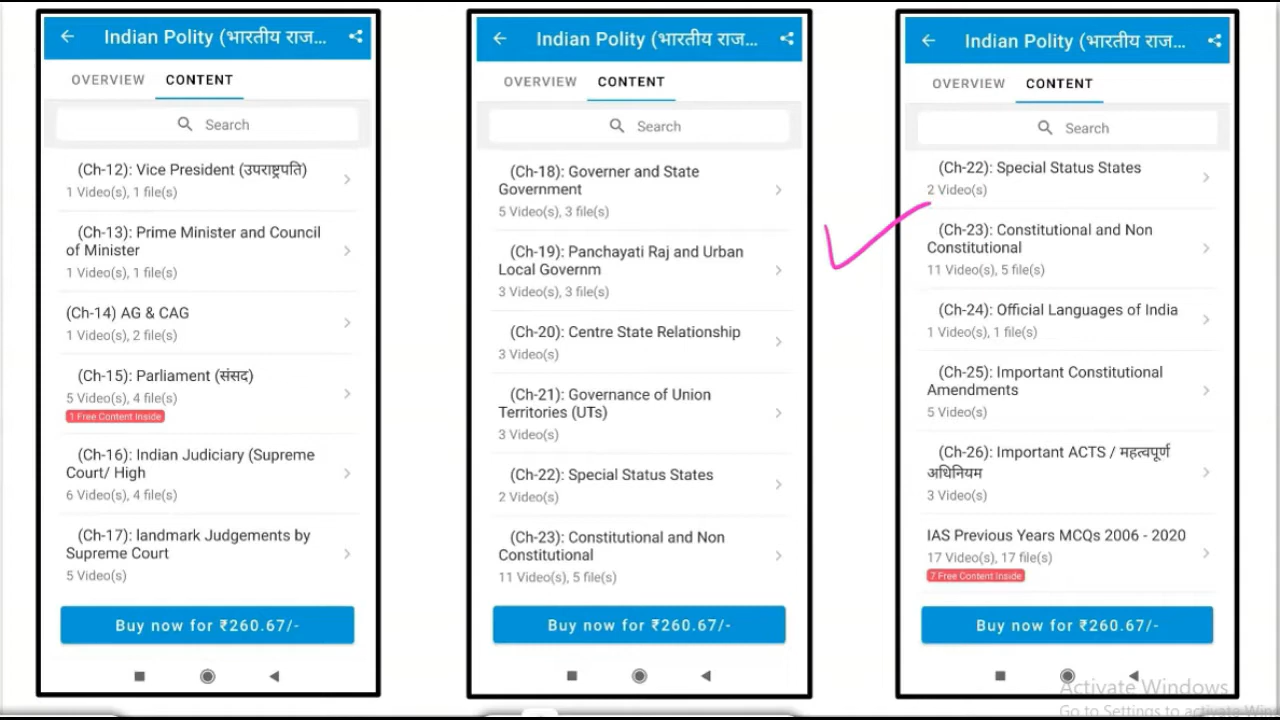 Indian Polity (भारतीय राज...
OVERVIEW CONTENT
Search
(Ch-12): Vice President (उपराष्ट्रपति)
1 Video(s), 1 file(s)
(Ch-13): Prime Minister and Council
of Minister
1 Video(s), 1 file(s)
(Ch-14) AG & CAG
1 Video(s), 2 file(s)
(Ch-15): Parliament (संसद)
5 Video(s), 4 file(s)
1 Free Content Inside
(Ch-16): Indian Judiciary (Supreme
Court/ High
6 Video(s), 4 file(s)
(Ch-17): landmark Judgements by
Supreme Court
5 Video(s)
Buy now for ₹260.67/-
Indian Polity (भारतीय राज...
OVERVIEW CONTENT
Search
(Ch-18): Governer and State
Government
5 Video(s), 3 file(s)
(Ch-19): Panchayati Raj and Urban
Local Governm
3 Video(s), 3 file(s)
(Ch-20): Centre State Relationship
3 Video(s)
(Ch-21): Governance of Union
Territories (UTs)
3 Video(s)
(Ch-22): Special Status States
2 Video(s)
(Ch-23): Constitutional and Non
Constitutional
11 Video(s), 5 file(s)
Buy now for ₹260.67/-
Indian Polity (भारतीय राज...
OVERVIEW CONTENT
Search
(Ch-22): Special Status States
2 Video(s)
(Ch-23): Constitutional and Non
Constitutional
11 Video(s), 5 file(s)
(Ch-24): Official Languages of India
1 Video(s), 1 file(s)
(Ch-25): Important Constitutional
Amendments
5 Video(s)
(Ch-26): Important ACTS / महत्वपूर्ण
अधिनियम
3 Video(s)
IAS Previous Years MCQs 2006 - 2020
17 Video(s), 17 file(s)
7 Free Content Inside
Buy now for ₹260.67/-
Activate Windows
Go to Settings to activate Win